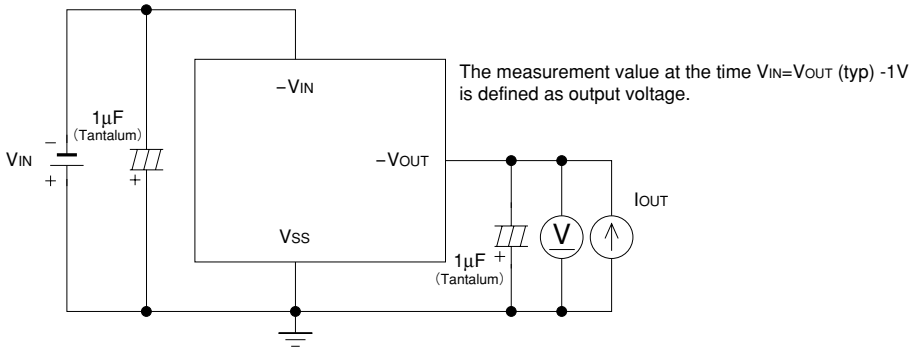 The measurement value at the time VIN=VOUT (typ) -1V
is defined as output voltage.
−VIN
1μF
(Tantalum)
−
VIN
+
+
−VOUT
IOUT
VSS
V
+
1μF
(Tantalum)